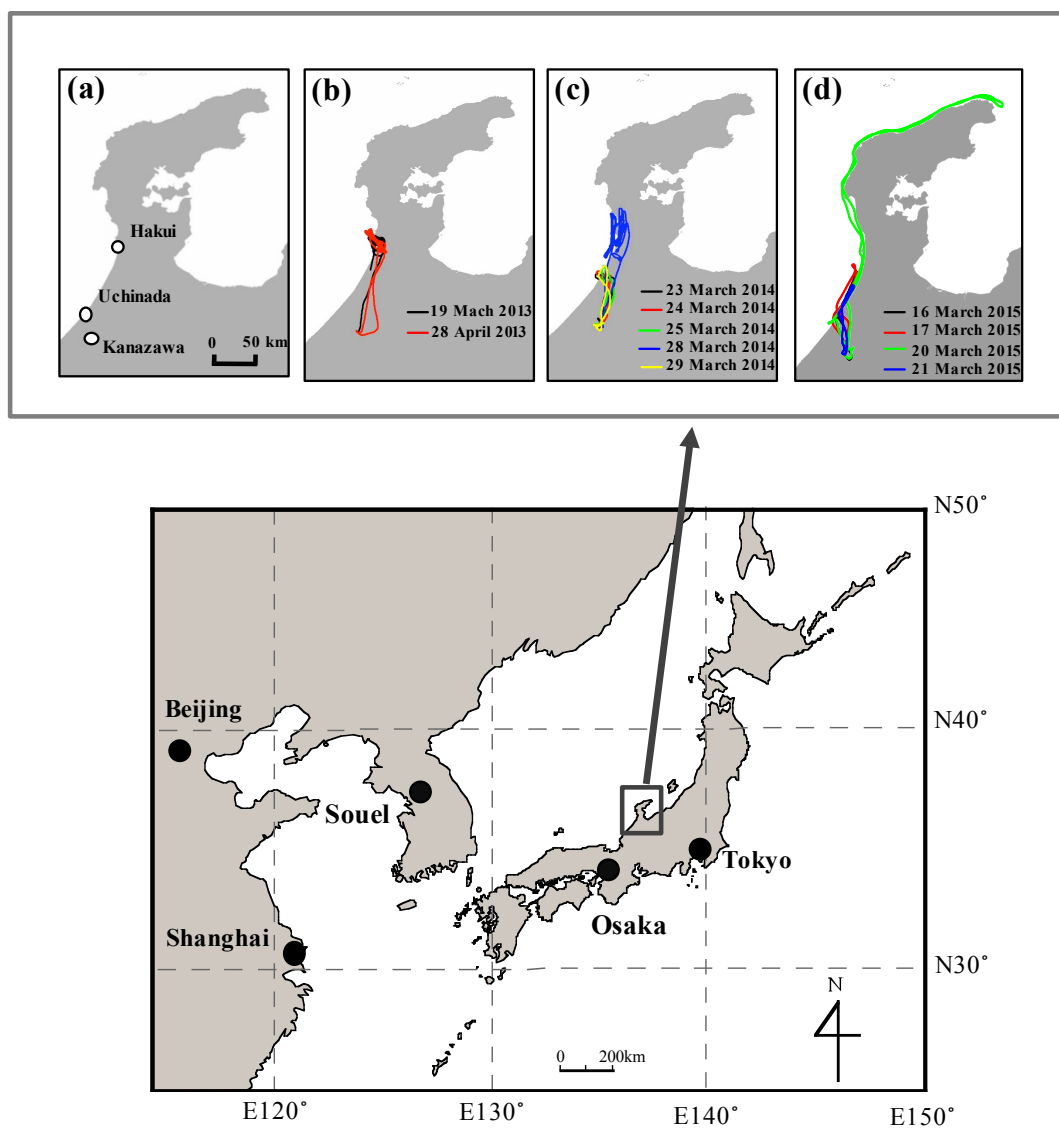 (a)
Hakui
Uchinada
Kanazawa
0 50 km
(b)
19 Mach 2013
28 April 2013
(c)
23 March 2014
24 March 2014
25 March 2014
28 March 2014
29 March 2014
(d)
16 March 2015
17 March 2015
20 March 2015
21 March 2015
N50°
Beijing
N40°
Souel
Tokyo
Osaka
Shanghai
N30°
N
0 200km
E120° E130° E140° E150°